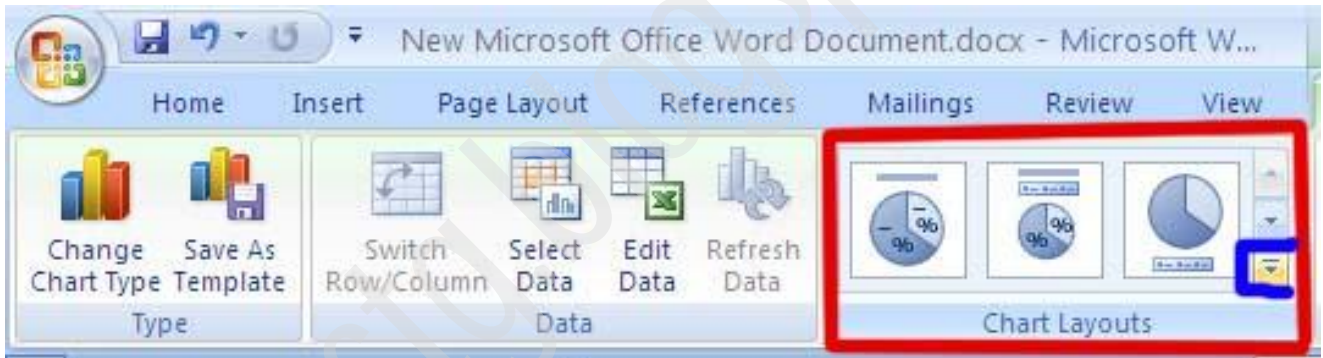 New Microsoft Office Word Document.docx - Microsoft W...
Home Insert Page Layout References Mailings Review View
Change Chart Type
Save As Template
Switch Row/Column
Select Data
Edit Data
Refresh Data
% %
% %
Type Data Chart Layouts